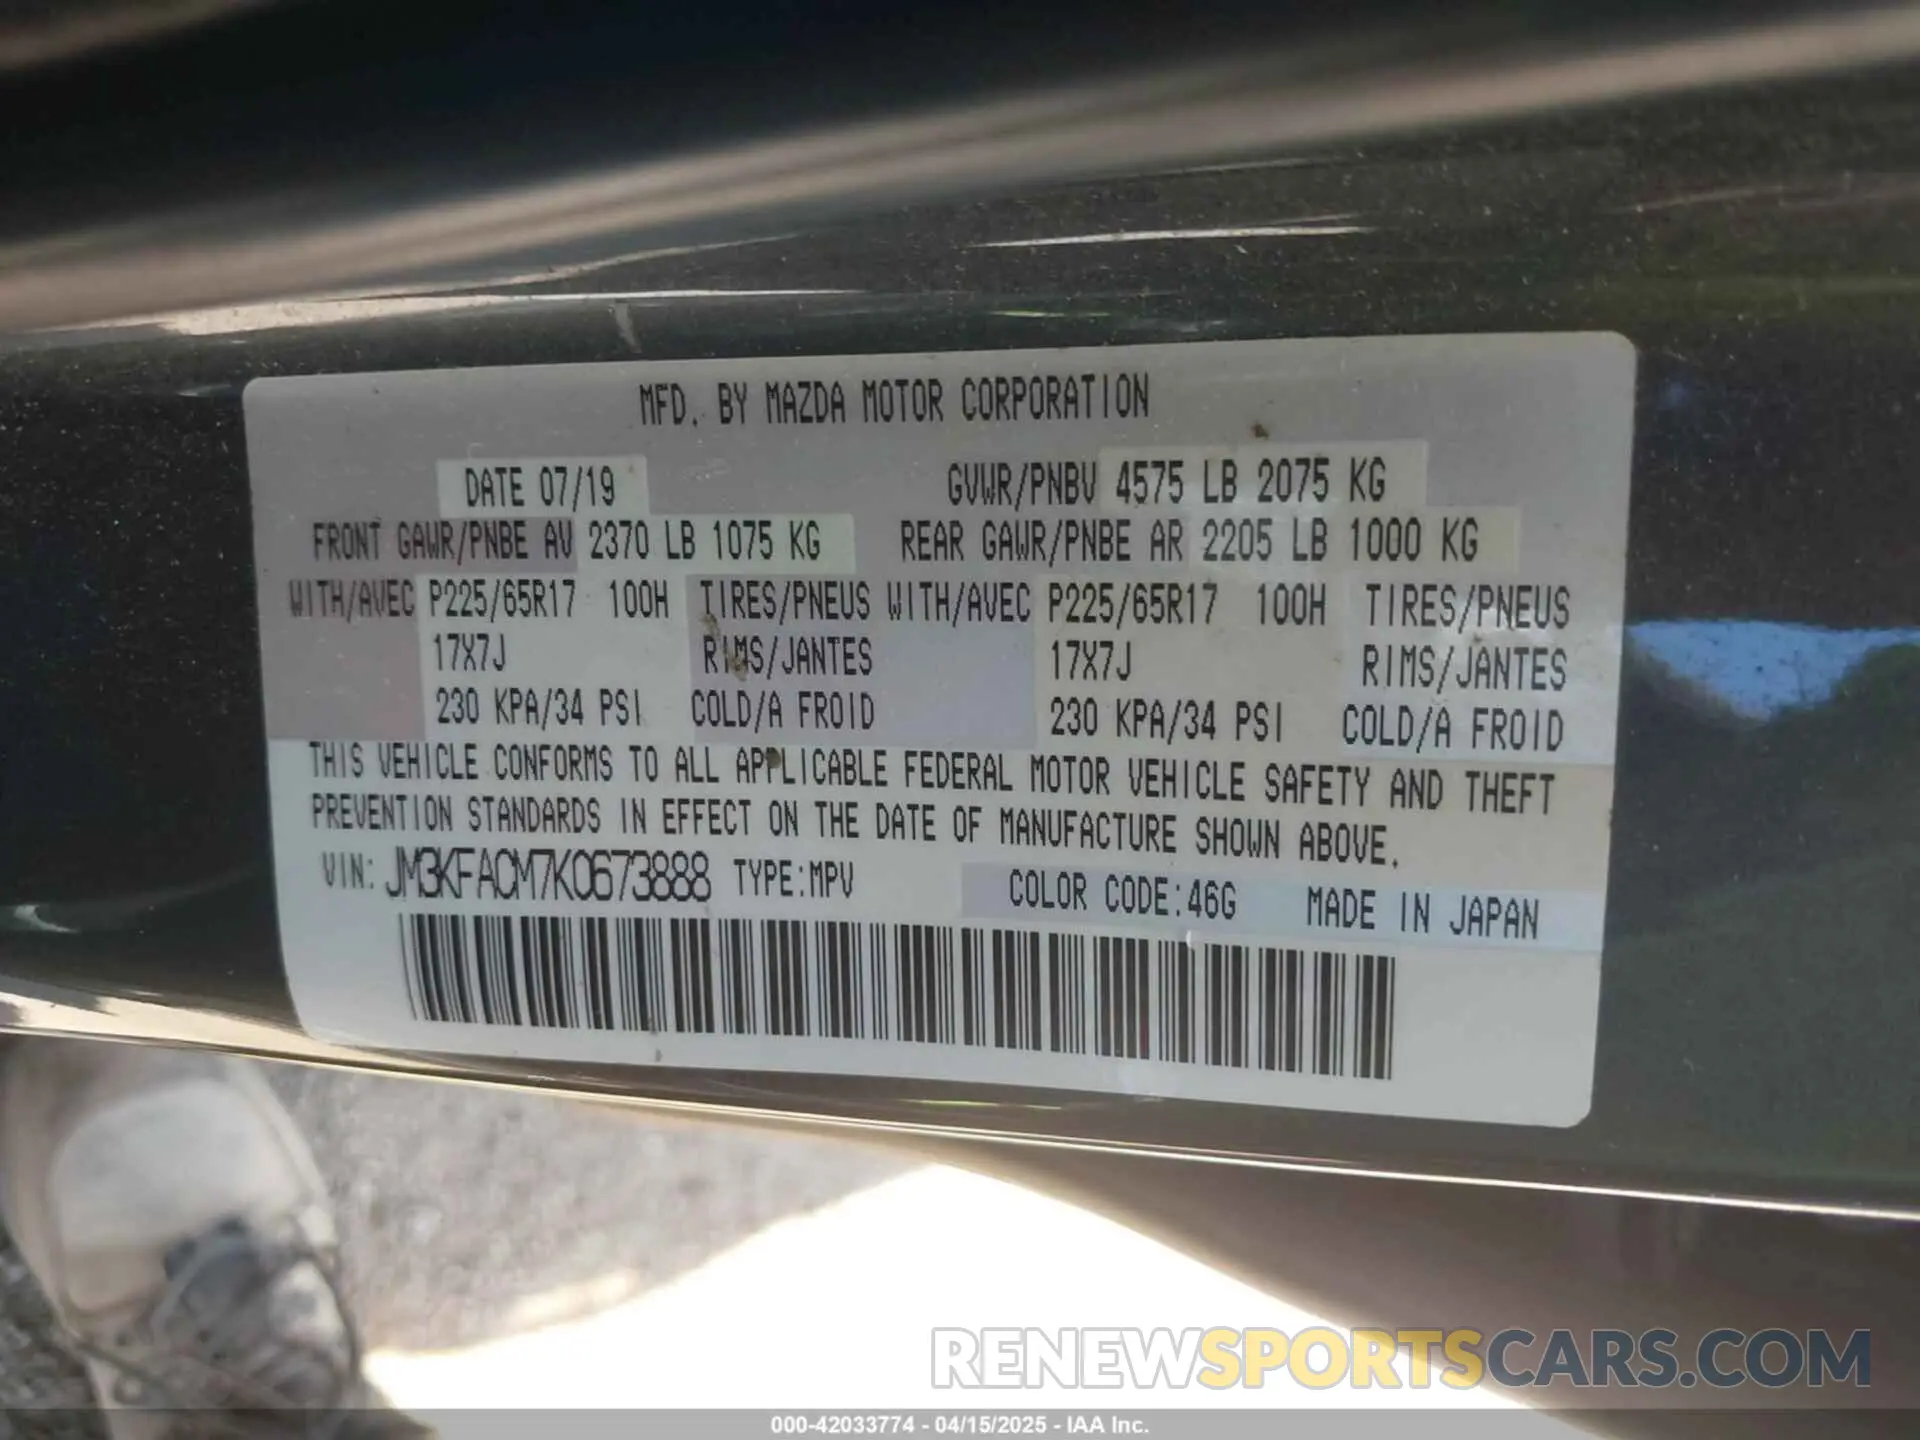 MFD. BY MAZDA MOTOR CORPORATION
DATE 07/19 GVWR/PNBV 4575 LB 2075 KG
FRONT GAWR/PNBE AV 2370 LB 1075 KG REAR GAWR/PNBE AR 2205 LB 1000 KG
WITH/AVEC P225/65R17 100H TIRES/PNEUS WITH/AVEC P225/65R17 100H TIRES/PNEUS
17X7J RIMS/JANTES 17X7J RIMS/JANTES
230 KPA/34 PSI COLD/A FROID 230 KPA/34 PSI COLD/A FROID
THIS VEHICLE CONFORMS TO ALL APPLICABLE FEDERAL MOTOR VEHICLE SAFETY AND THEFT
PREVENTION STANDARDS IN EFFECT ON THE DATE OF MANUFACTURE SHOWN ABOVE.
VIN: JM3KFACM7K0673888 TYPE:MPV COLOR CODE:46G MADE IN JAPAN
RENEWSPORTSCARS.COM
000-42033774 - 04/15/2025 - IAA Inc.